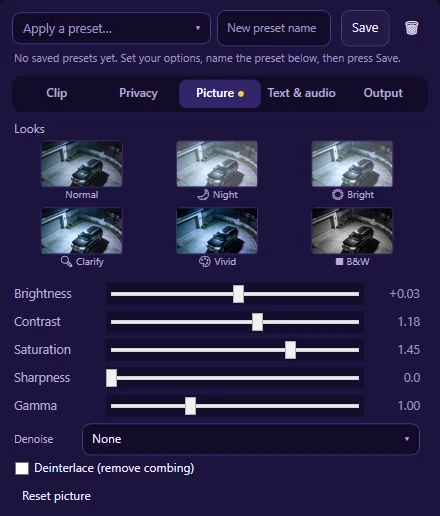 Apply a preset...
New preset name
Save
No saved presets yet. Set your options, name the preset below, then press Save.
Clip
Privacy
Picture
Text & audio
Output
Looks
Normal
Night
Bright
Clarify
Vivid
B&W
Brightness +0.03
Contrast 1.18
Saturation 1.45
Sharpness 0.0
Gamma 1.00
Denoise None
Deinterlace (remove combing)
Reset picture